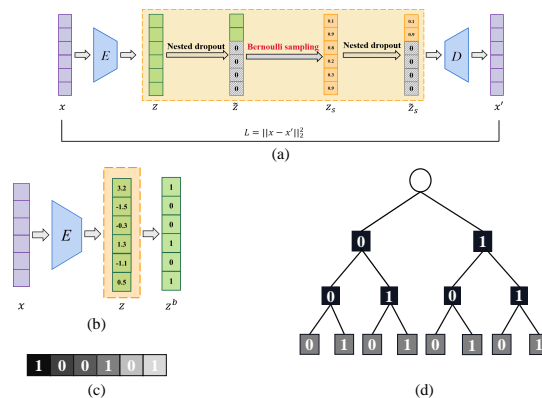 E
Nested dropout
Bernoulli sampling
Nested dropout
D
0
0
0
0
0.1
0.9
0.8
0.2
0.3
0.9
0.1
0.9
0
0
0
0
x
z
z̃
z_s
z̃_s
x′
L = ||x − x′||₂²
(a)
E
3.2
-1.5
-0.3
1.3
-1.1
0.5
1
0
0
1
0
1
x
z
z^b
(b)
1 0 0 1 0 1
(c)
0 1
0 1 0 1
0 1 0 1 0 1 0 1
(d)